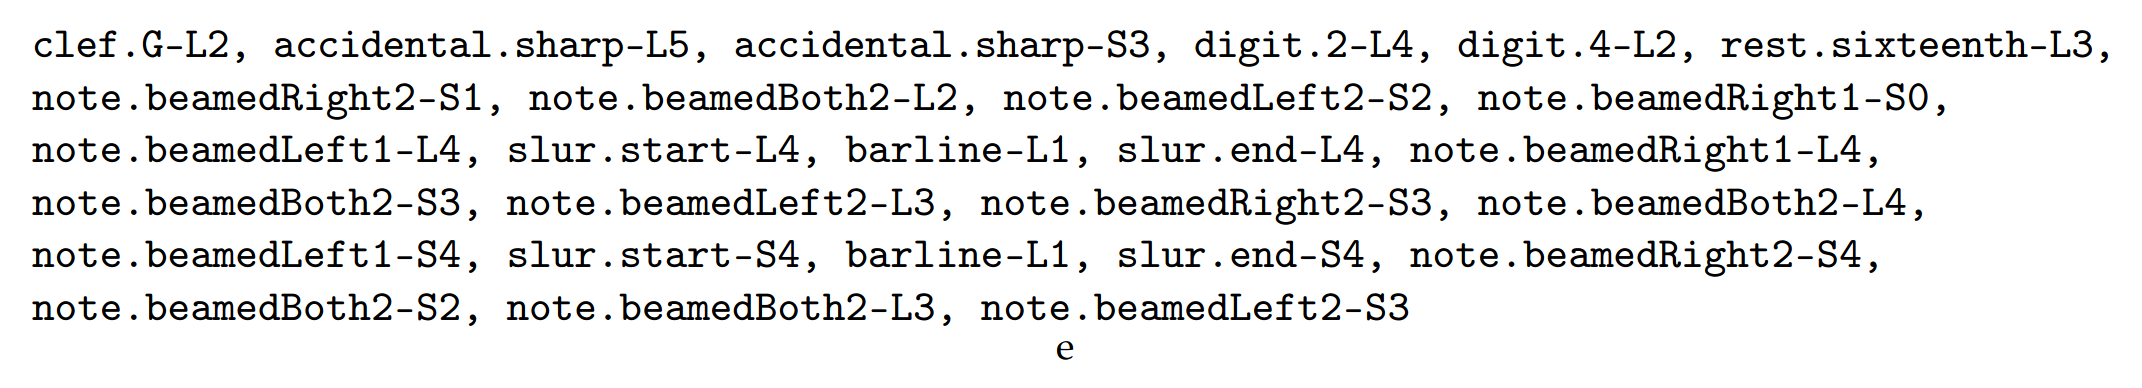 clef.G-L2, accidental.sharp-L5, accidental.sharp-S3, digit.2-L4, digit.4-L2, rest.sixteenth-L3,
note.beamedRight2-S1, note.beamedBoth2-L2, note.beamedLeft2-S2, note.beamedRight1-S0,
note.beamedLeft1-L4, slur.start-L4, barline-L1, slur.end-L4, note.beamedRight1-L4,
note.beamedBoth2-S3, note.beamedLeft2-L3, note.beamedRight2-S3, note.beamedBoth2-L4,
note.beamedLeft1-S4, slur.start-S4, barline-L1, slur.end-S4, note.beamedRight2-S4,
note.beamedBoth2-S2, note.beamedBoth2-L3, note.beamedLeft2-S3
e